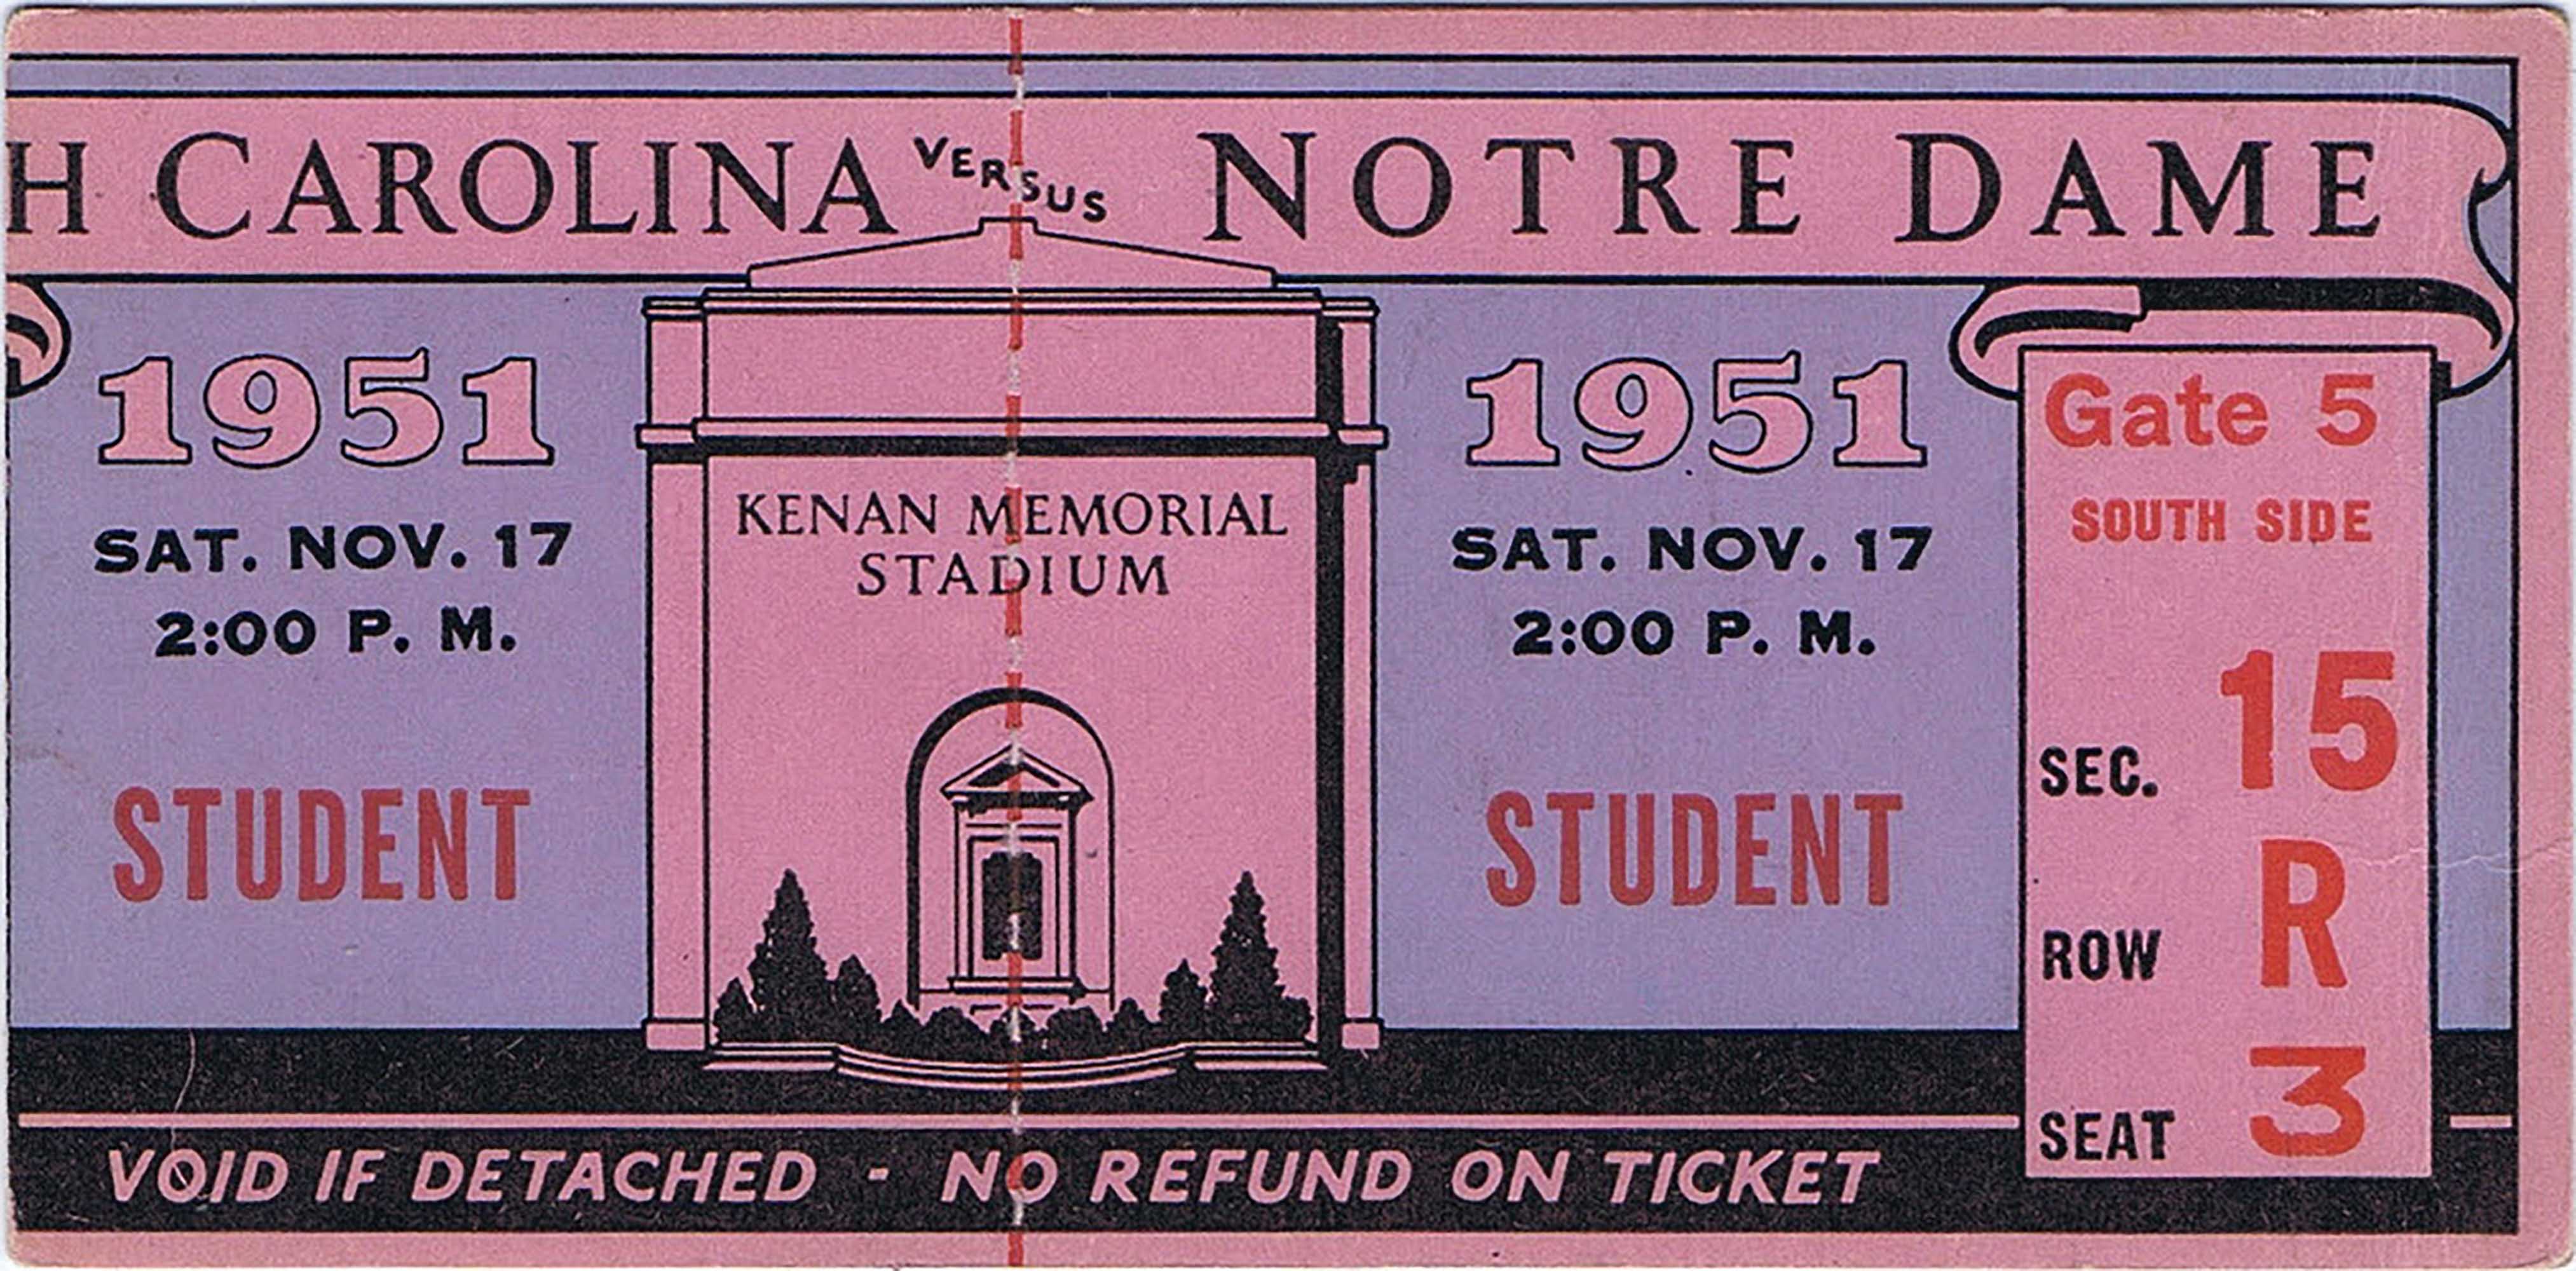 H CAROLINA VERSUS NOTRE DAME
1951
SAT. NOV. 17
2:00 P. M.
STUDENT
KENAN MEMORIAL
STADIUM
1951
SAT. NOV. 17
2:00 P. M.
STUDENT
Gate 5
SOUTH SIDE
SEC. 15
ROW R
SEAT 3
VOID IF DETACHED - NO REFUND ON TICKET